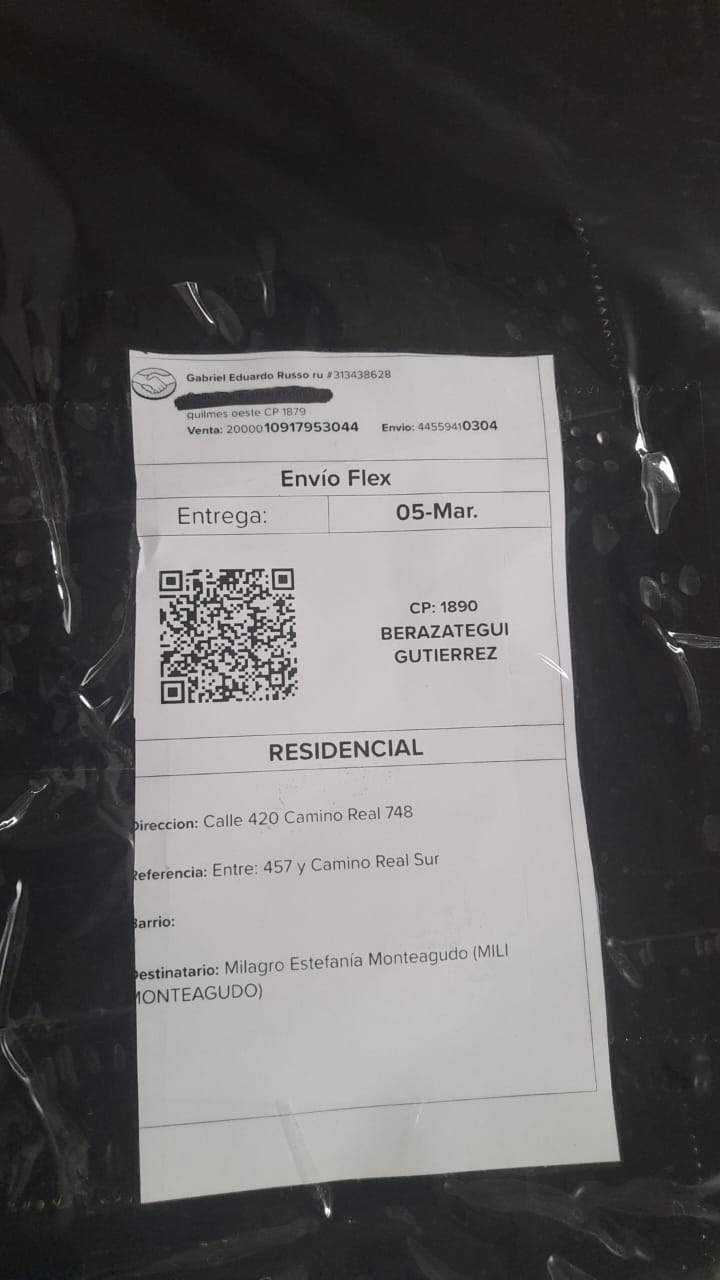 Gabriel Eduardo Russo ru #313438628
quilmes oeste CP 1879
Venta: 2000010917953044 Envio: 44559410304
Envío Flex
Entrega: 05-Mar.
CP: 1890
BERAZATEGUI
GUTIERREZ
RESIDENCIAL
Direccion: Calle 420 Camino Real 748
Referencia: Entre: 457 y Camino Real Sur
Barrio:
Destinatario: Milagro Estefanía Monteagudo (MILI
MONTEAGUDO)